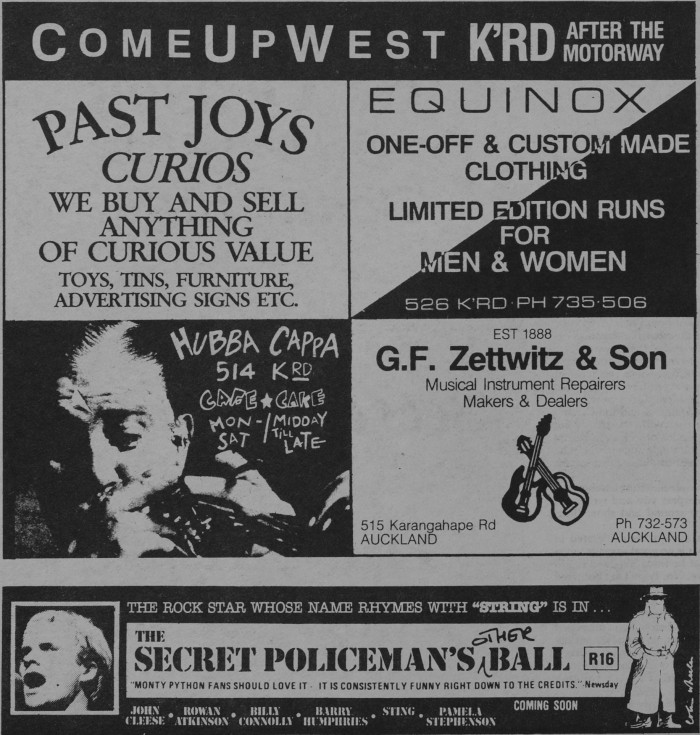 COMEUPWEST K'RD AFTER THE MOTORWAY
PAST JOYS
CURIOS
WE BUY AND SELL
ANYTHING
OF CURIOUS VALUE
TOYS, TINS, FURNITURE,
ADVERTISING SIGNS ETC.
EQUINOX
ONE-OFF & CUSTOM MADE
CLOTHING
LIMITED EDITION RUNS
FOR
MEN & WOMEN
526 K'RD·PH 735·506
HUBBA CAPPA
514 K RD
CAFE ★ CAKE
MON-/MIDDAY
SAT TILL LATE
EST 1888
G.F. Zettwitz & Son
Musical Instrument Repairers
Makers & Dealers
515 Karangahape Rd
AUCKLAND
Ph 732-573
AUCKLAND
THE ROCK STAR WHOSE NAME RHYMES WITH "STRING" IS IN ...
THE
SECRET POLICEMAN'S OTHER BALL R16
"MONTY PYTHON FANS SHOULD LOVE IT · IT IS CONSISTENTLY FUNNY RIGHT DOWN TO THE CREDITS."-Newsday
JOHN CLEESE • ROWAN ATKINSON • BILLY CONNOLLY • BARRY HUMPHRIES • STING • PAMELA STEPHENSON
COMING SOON